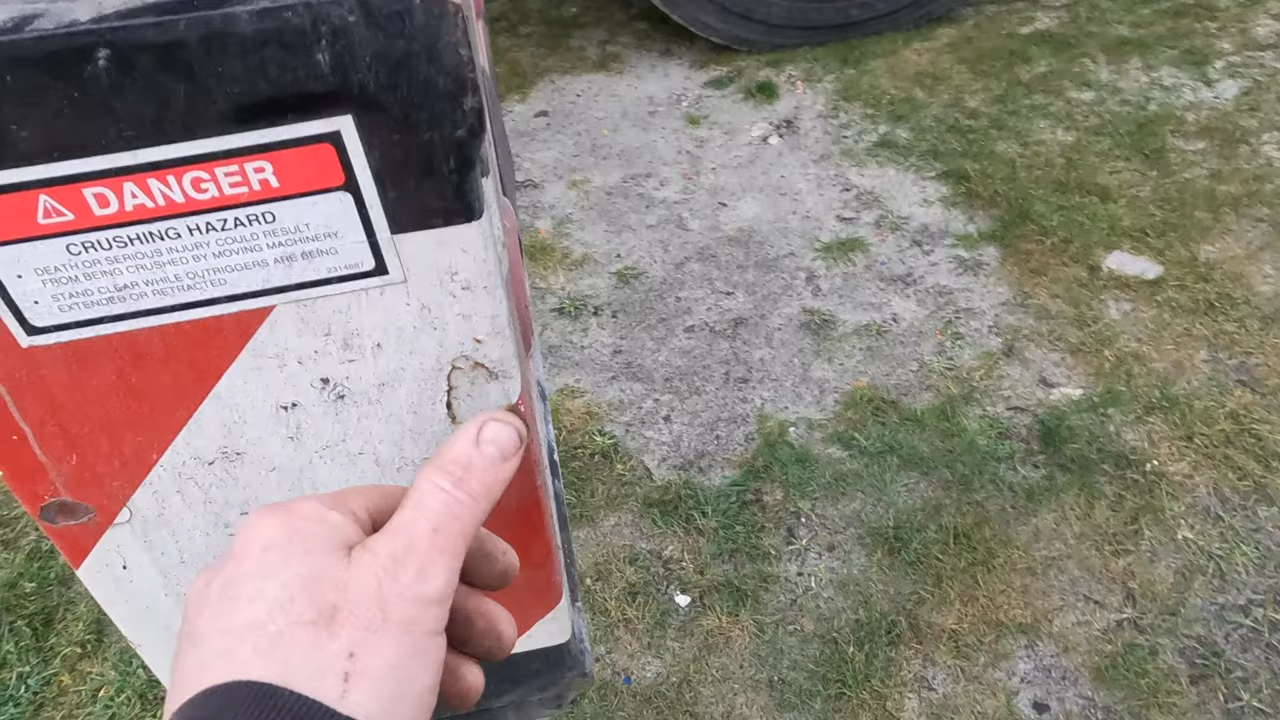 DANGER
CRUSHING HAZARD
• DEATH OR SERIOUS INJURY COULD RESULT
FROM BEING CRUSHED BY MOVING MACHINERY.
• STAND CLEAR WHILE OUTRIGGERS ARE BEING
EXTENDED OR RETRACTED
2314887